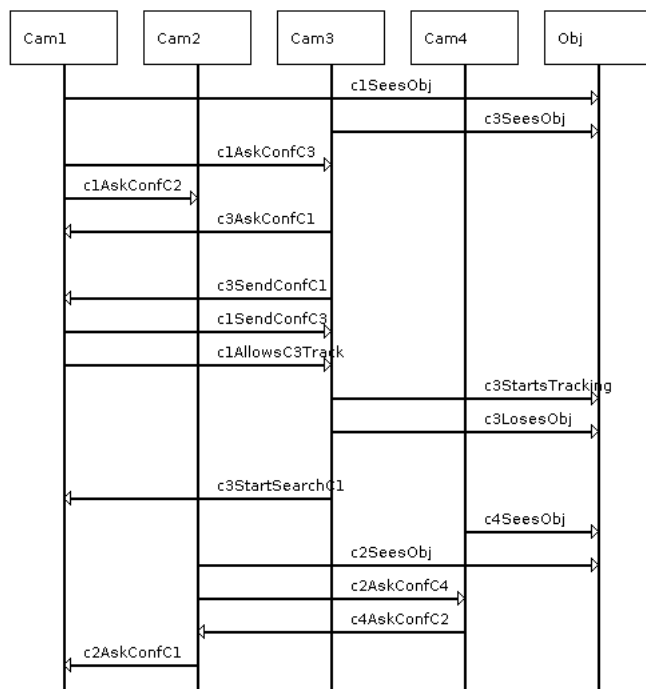 Cam1 Cam2 Cam3 Cam4 Obj
c1SeesObj
c3SeesObj
c1AskConfC3
c1AskConfC2
c3AskConfC1
c3SendConfC1
c1SendConfC3
c1AllowsC3Track
c3StartsTracking
c3LosesObj
c3StartSearchC1
c4SeesObj
c2SeesObj
c2AskConfC4
c4AskConfC2
c2AskConfC1